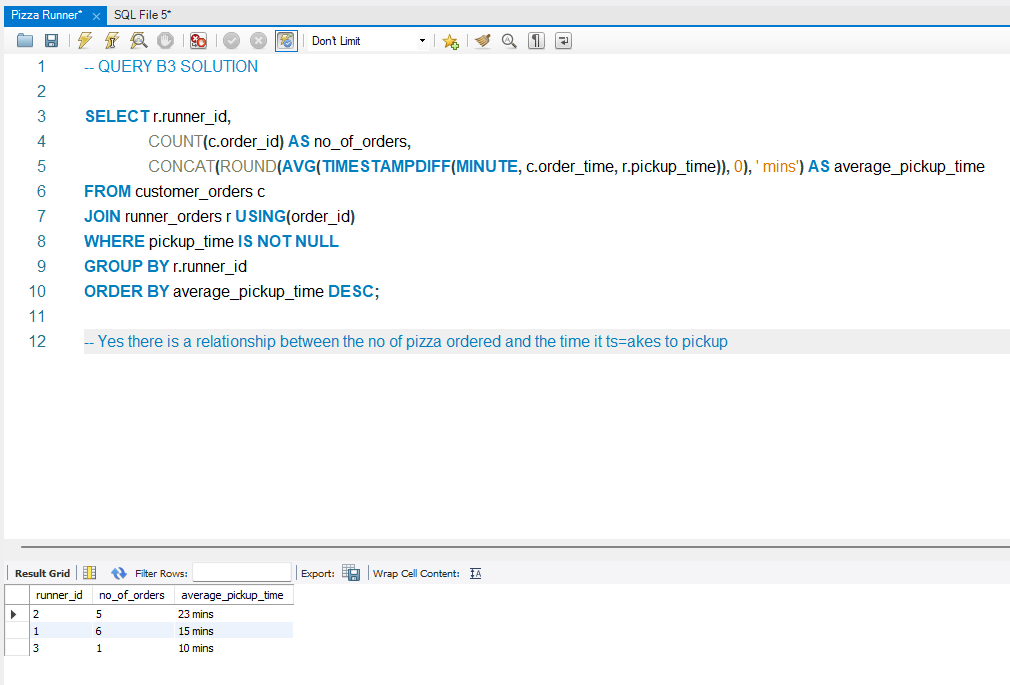 Pizza Runner* × SQL File 5*
Don't Limit
1 -- QUERY B3 SOLUTION
2
3 SELECT r.runner_id,
4 COUNT(c.order_id) AS no_of_orders,
5 CONCAT(ROUND(AVG(TIMESTAMPDIFF(MINUTE, c.order_time, r.pickup_time)), 0), ' mins') AS average_pickup_time
6 FROM customer_orders c
7 JOIN runner_orders r USING(order_id)
8 WHERE pickup_time IS NOT NULL
9 GROUP BY r.runner_id
10 ORDER BY average_pickup_time DESC;
11
12 -- Yes there is a relationship between the no of pizza ordered and the time it ts=akes to pickup
Result Grid Filter Rows: Export: Wrap Cell Content: IA
runner_id no_of_orders average_pickup_time
2 5 23 mins
1 6 15 mins
3 1 10 mins